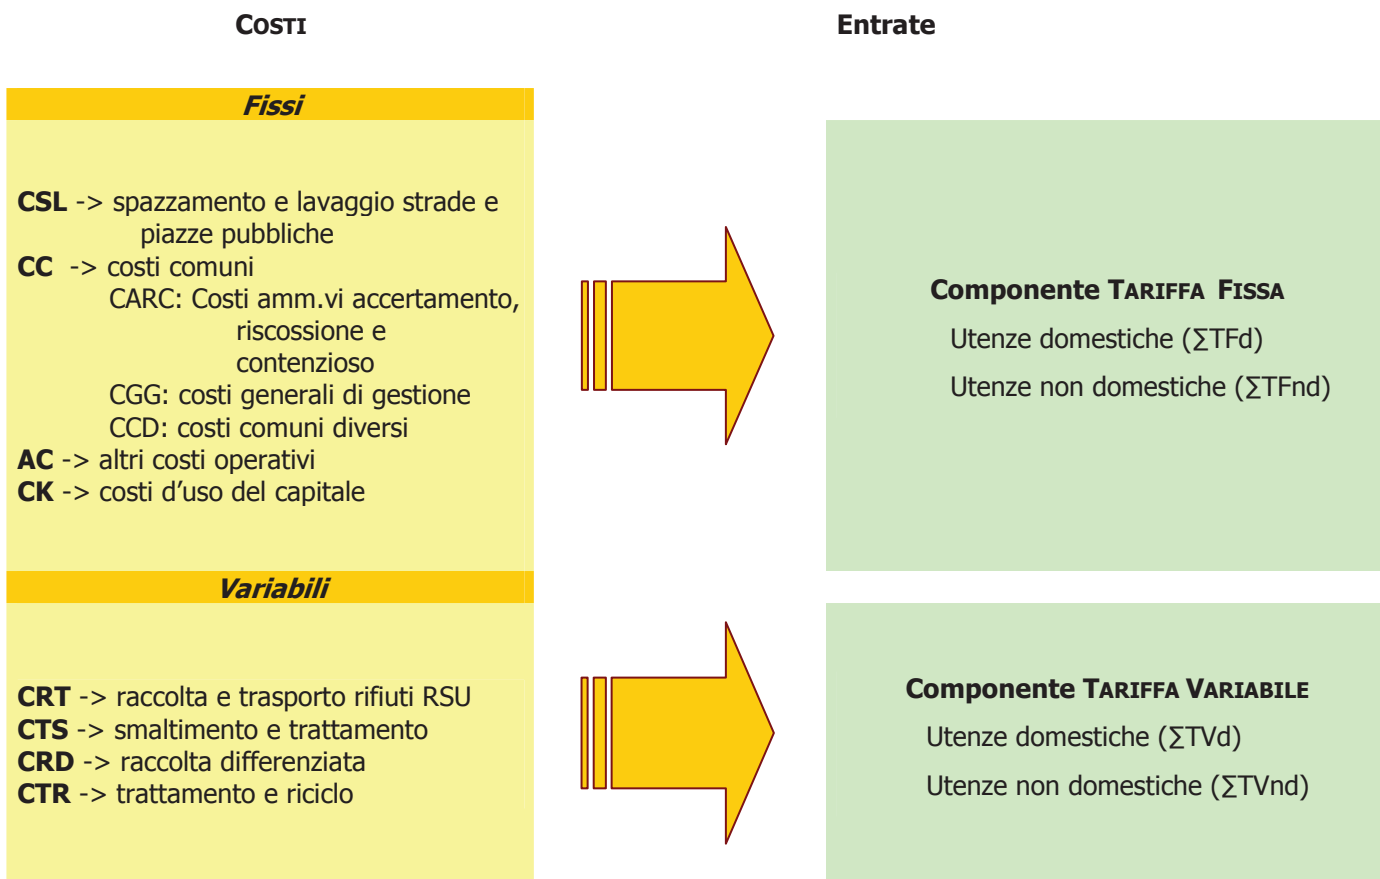 COSTI
Entrate
Fissi
CSL -> spazzamento e lavaggio strade e
piazze pubbliche
CC -> costi comuni
CARC: Costi amm.vi accertamento,
riscossione e
contenzioso
CGG: costi generali di gestione
CCD: costi comuni diversi
AC -> altri costi operativi
CK -> costi d’uso del capitale
Componente TARIFFA FISSA
Utenze domestiche (∑TFd)
Utenze non domestiche (∑TFnd)
Variabili
CRT -> raccolta e trasporto rifiuti RSU
CTS -> smaltimento e trattamento
CRD -> raccolta differenziata
CTR -> trattamento e riciclo
Componente TARIFFA VARIABILE
Utenze domestiche (∑TVd)
Utenze non domestiche (∑TVnd)